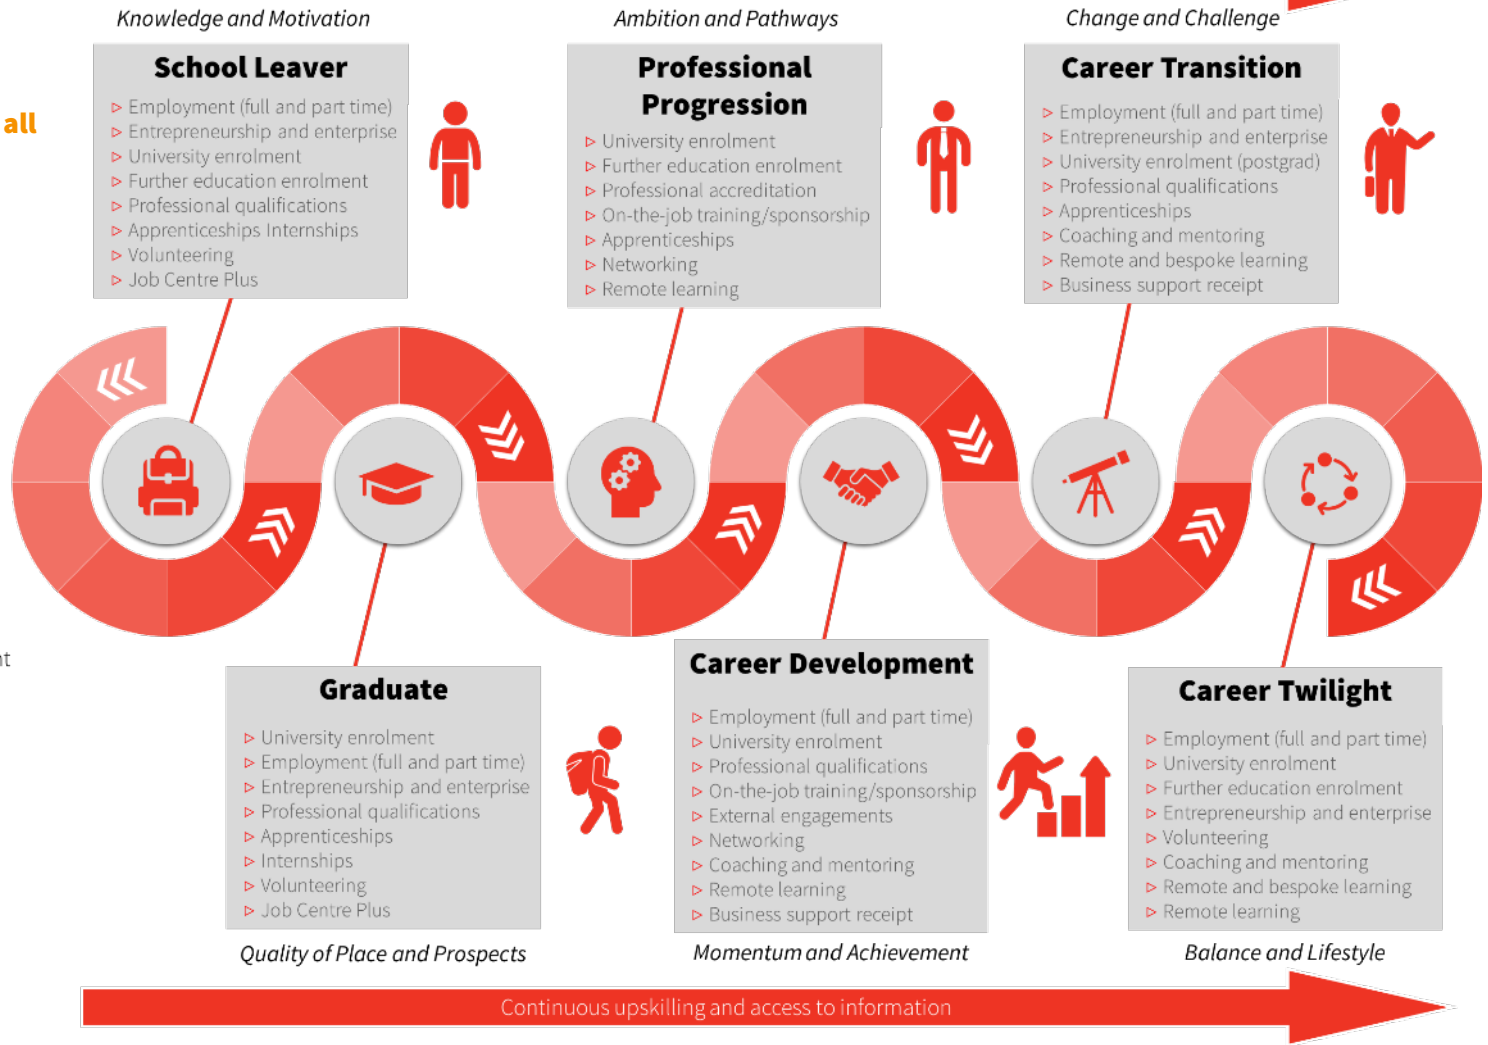 Knowledge and Motivation
School Leaver
Employment (full and part time)
Entrepreneurship and enterprise
University enrolment
Further education enrolment
Professional qualifications
Apprenticeships Internships
Volunteering
Job Centre Plus
Ambition and Pathways
Professional
Progression
University enrolment
Further education enrolment
Professional accreditation
On-the-job training/sponsorship
Apprenticeships
Networking
Remote learning
Change and Challenge
Career Transition
Employment (full and part time)
Entrepreneurship and enterprise
University enrolment (postgrad)
Professional qualifications
Apprenticeships
Coaching and mentoring
Remote and bespoke learning
Business support receipt
all
nt
Graduate
University enrolment
Employment (full and part time)
Entrepreneurship and enterprise
Professional qualifications
Apprenticeships
Internships
Volunteering
Job Centre Plus
Quality of Place and Prospects
Career Development
Employment (full and part time)
University enrolment
Professional qualifications
On-the-job training/sponsorship
External engagements
Networking
Coaching and mentoring
Remote learning
Business support receipt
Momentum and Achievement
Career Twilight
Employment (full and part time)
University enrolment
Further education enrolment
Entrepreneurship and enterprise
Volunteering
Coaching and mentoring
Remote and bespoke learning
Remote learning
Balance and Lifestyle
Continuous upskilling and access to information